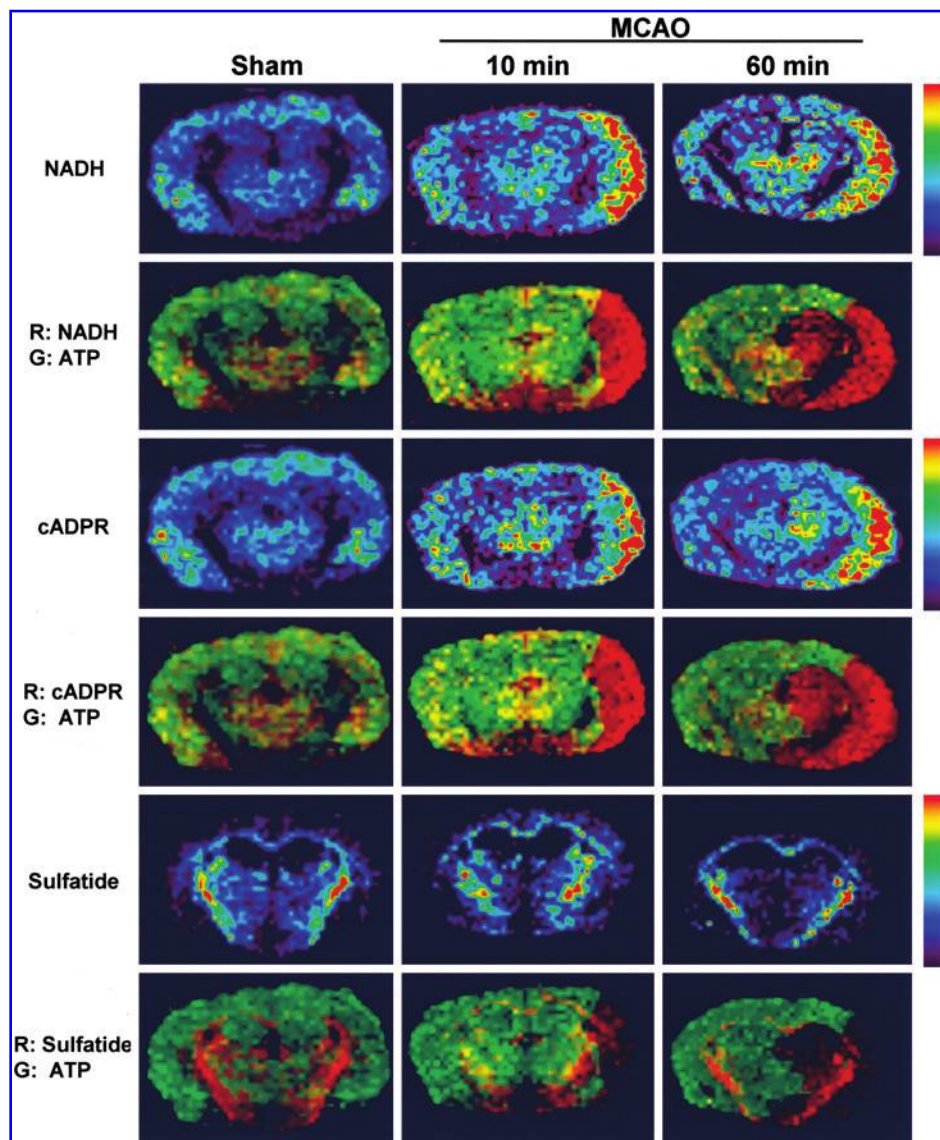 MCAO
Sham 10 min 60 min
NADH
R: NADH
G: ATP
cADPR
R: cADPR
G: ATP
Sulfatide
R: Sulfatide
G: ATP